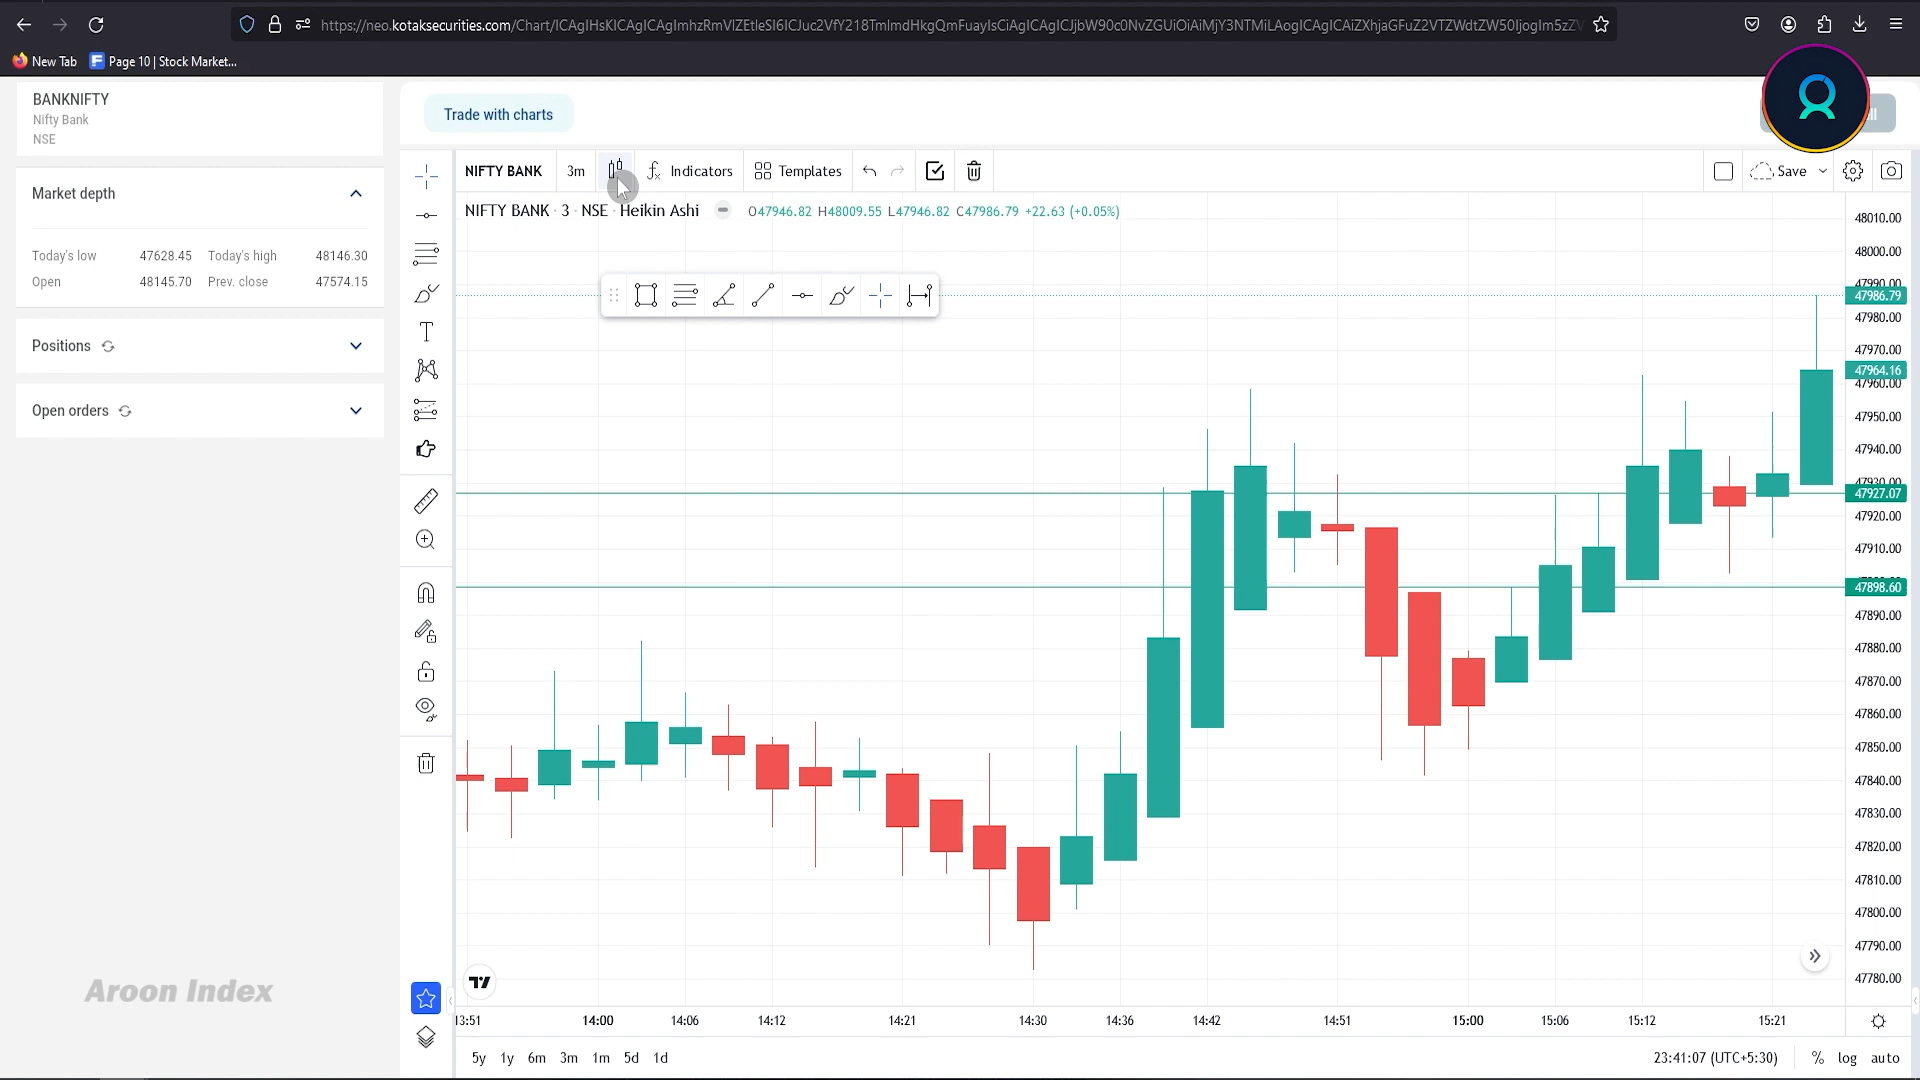 https://neo.kotaksecurities.com/Chart/
New Tab
Page 10 | Stock Market...
BANKNIFTY
Nifty Bank
NSE
Trade with charts
Market depth
Today's low 47628.45 Today's high 48146.30
Open 48145.70 Prev. close 47574.15
Positions
Open orders
Aroon Index
NIFTY BANK 3m Indicators Templates Save
NIFTY BANK · 3 · NSE · Heikin Ashi O47946.82 H48009.55 L47946.82 C47986.79 +22.63 (+0.05%)
48010.00
48000.00
47990.00
47986.79
47980.00
47970.00
47964.16
47960.00
47950.00
47940.00
47930.00
47927.07
47920.00
47910.00
47898.60
47890.00
47880.00
47870.00
47860.00
47850.00
47840.00
47830.00
47820.00
47810.00
47800.00
47790.00
47780.00
13:51 14:00 14:06 14:12 14:21 14:30 14:36 14:42 14:51 15:00 15:06 15:12 15:21
5y 1y 6m 3m 1m 5d 1d 23:41:07 (UTC+5:30) % log auto